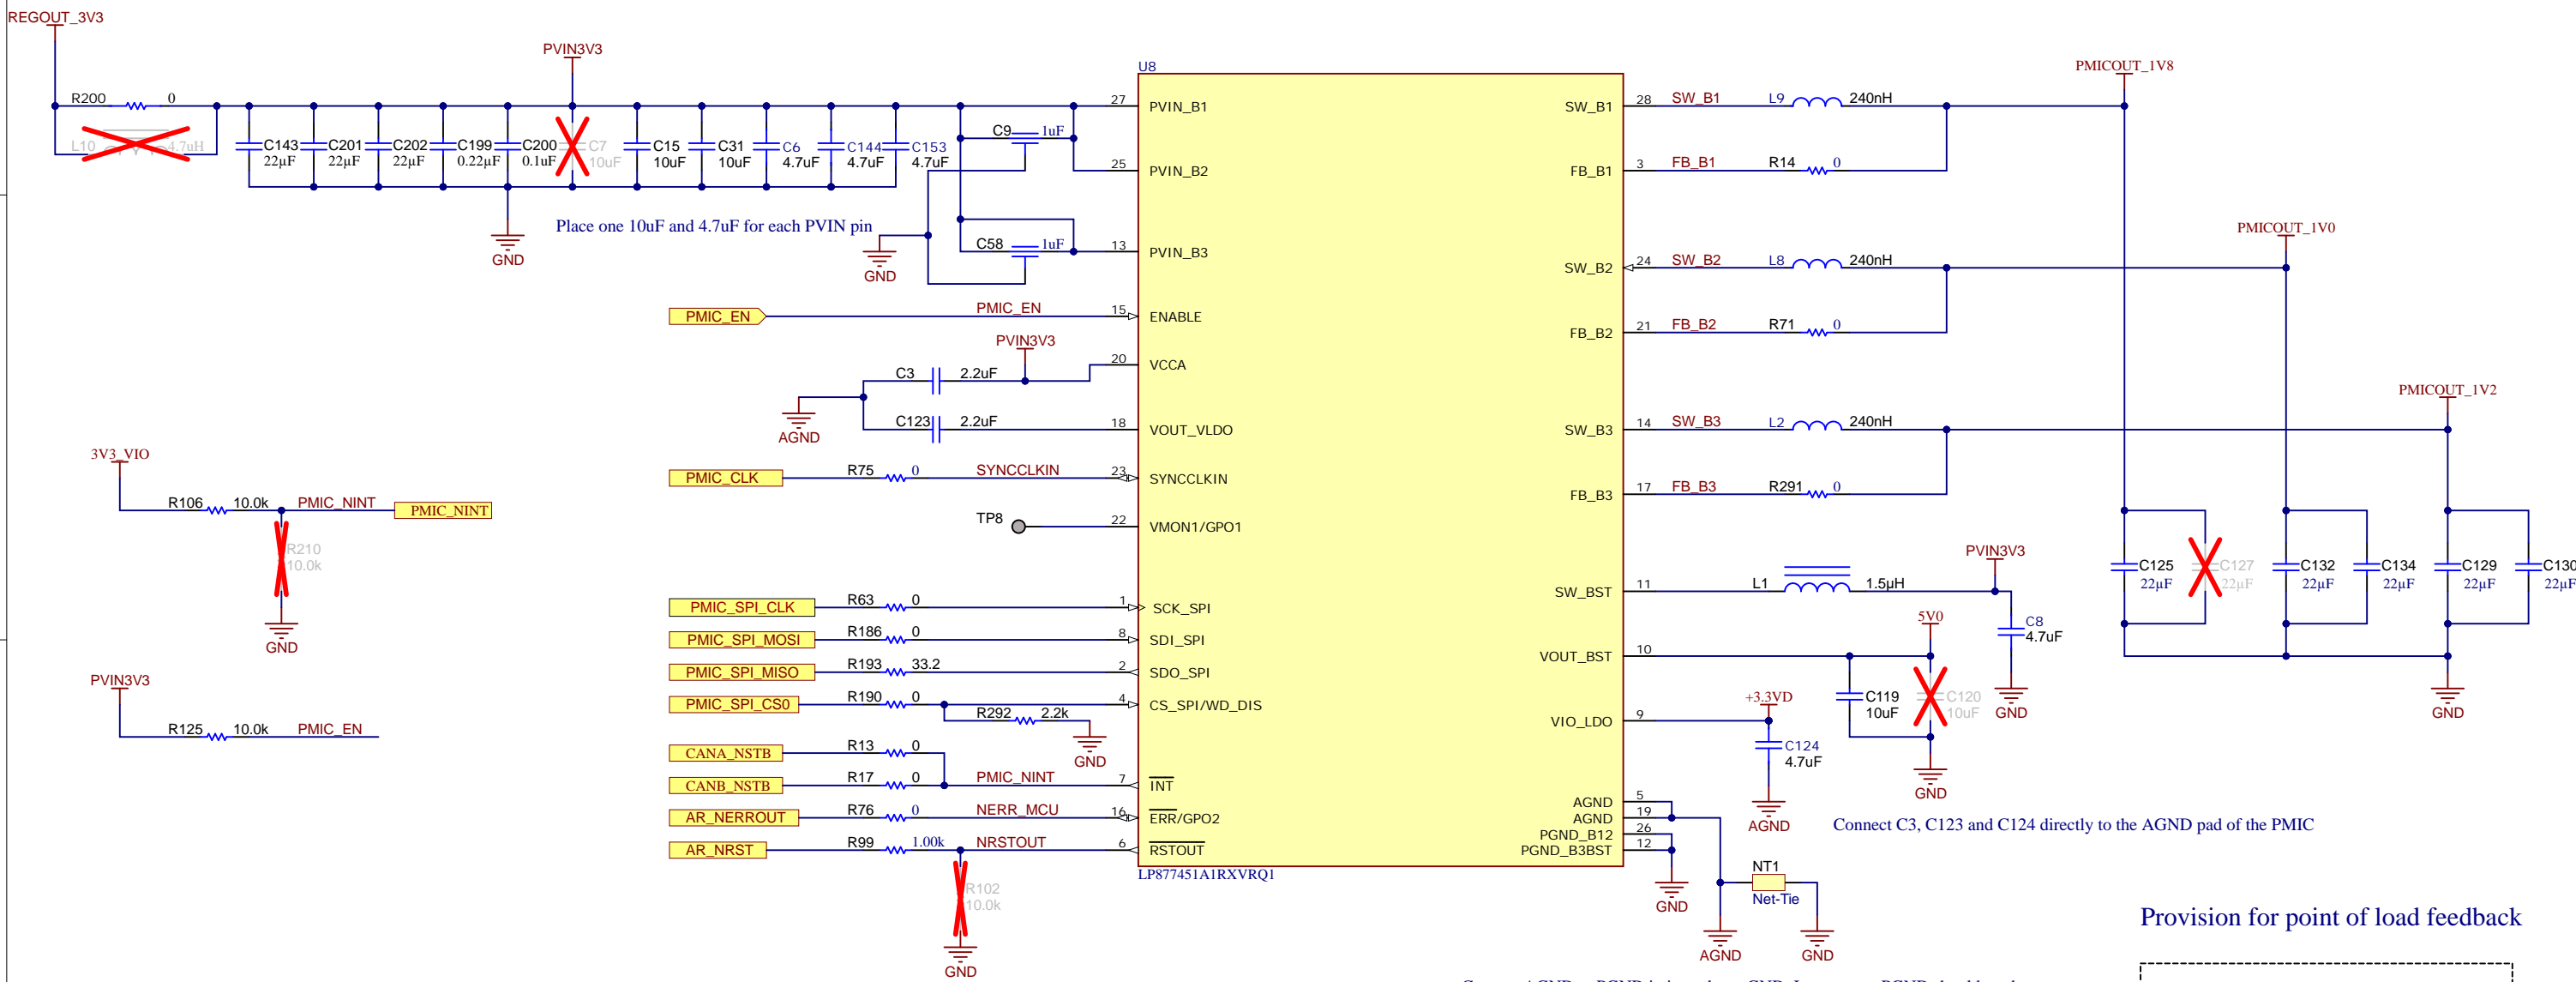 REGOUT_3V3
R200 0
L10 4.7uH
PVIN3V3
C143 22µF
C201 22µF
C202 22µF
C199 0.22µF
C200 0.1uF
C7 10uF
C15 10uF
C31 10uF
C6 4.7uF
C144 4.7uF
C153 4.7uF
GND
Place one 10uF and 4.7uF for each PVIN pin
C9 1uF
C58 1uF
GND
PMIC_EN PMIC_EN
PVIN3V3
C3 2.2uF
C123 2.2uF
AGND
PMIC_CLK R75 0 SYNCCLKIN
TP8
3V3_VIO
R106 10.0k PMIC_NINT PMIC_NINT
R210
10.0k
GND
PVIN3V3
R125 10.0k PMIC_EN
PMIC_SPI_CLK R63 0
PMIC_SPI_MOSI R186 0
PMIC_SPI_MISO R193 33.2
PMIC_SPI_CS0 R190 0
R292 2.2k
GND
CANA_NSTB R13 0
CANB_NSTB R17 0 PMIC_NINT
AR_NERROUT R76 0 NERR_MCU
AR_NRST R99 1.00k NRSTOUT
R102
10.0k
GND
U8
27 PVIN_B1
25 PVIN_B2
13 PVIN_B3
15 ENABLE
20 VCCA
18 VOUT_VLDO
23 SYNCCLKIN
22 VMON1/GPO1
1 SCK_SPI
8 SDI_SPI
2 SDO_SPI
4 CS_SPI/WD_DIS
7 INT
16 ERR/GPO2
6 RSTOUT
LP877451A1RXVRQ1
SW_B1 28 SW_B1 L9 240nH
FB_B1 3 FB_B1 R14 0
SW_B2 24 SW_B2 L8 240nH
FB_B2 21 FB_B2 R71 0
SW_B3 14 SW_B3 L2 240nH
FB_B3 17 FB_B3 R291 0
SW_BST 11 L1 1.5µH
PVIN3V3
C8
4.7uF
GND
VOUT_BST 10
5V0
C119
10uF
C120
10uF
GND
VIO_LDO 9
+3.3VD
C124
4.7uF
AGND
AGND 5
AGND 19
PGND_B12 26
PGND_B3BST 12
GND
NT1
Net-Tie
AGND
GND
Connect C3, C123 and C124 directly to the AGND pad of the PMIC
PMICOUT_1V8
PMICOUT_1V0
PMICOUT_1V2
C125
22µF
C127
22µF
C132
22µF
C134
22µF
C129
22µF
C130
22µF
GND
Provision for point of load feedback